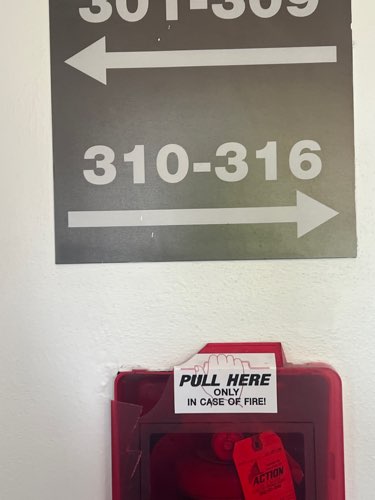 301-309
310-316
PULL HERE
ONLY
IN CASE OF FIRE!
ACTION